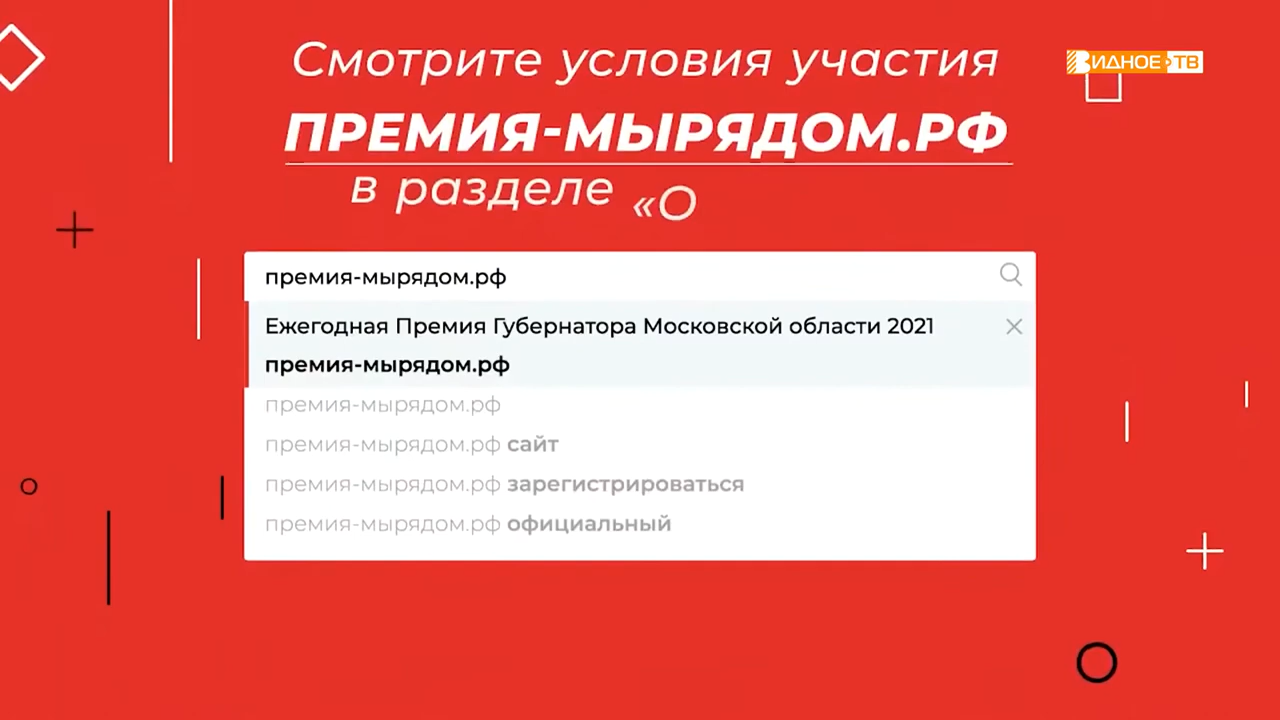 Смотрите условия участия
ВИДНОЕ-ТВ
ПРЕМИЯ-МЫРЯДОМ.РФ
в разделе «О
премия-мырядом.рф
Ежегодная Премия Губернатора Московской области 2021
премия-мырядом.рф
премия-мырядом.рф
премия-мырядом.рф сайт
премия-мырядом.рф зарегистрироваться
премия-мырядом.рф официальный